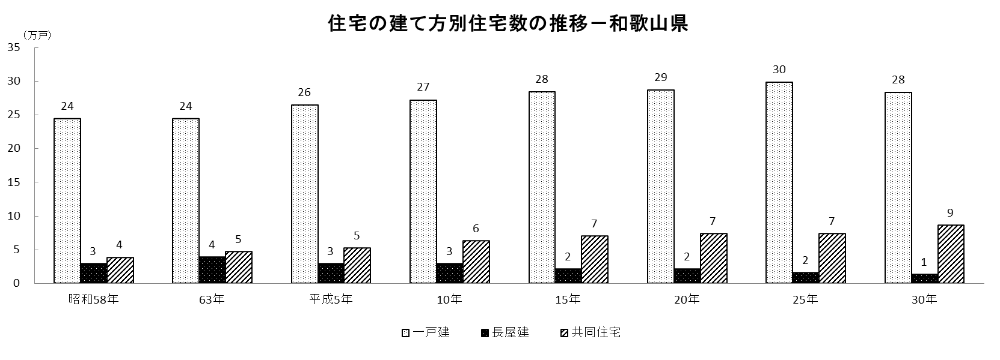 住宅の建て方別住宅数の推移－和歌山県
（万戸）
35
30
25
20
15
10
5
0
24 3 4
24 4 5
26 3 5
27 3 6
28 2 7
29 2 7
30 2 7
28 1 9
昭和58年 63年 平成5年 10年 15年 20年 25年 30年
一戸建 長屋建 共同住宅